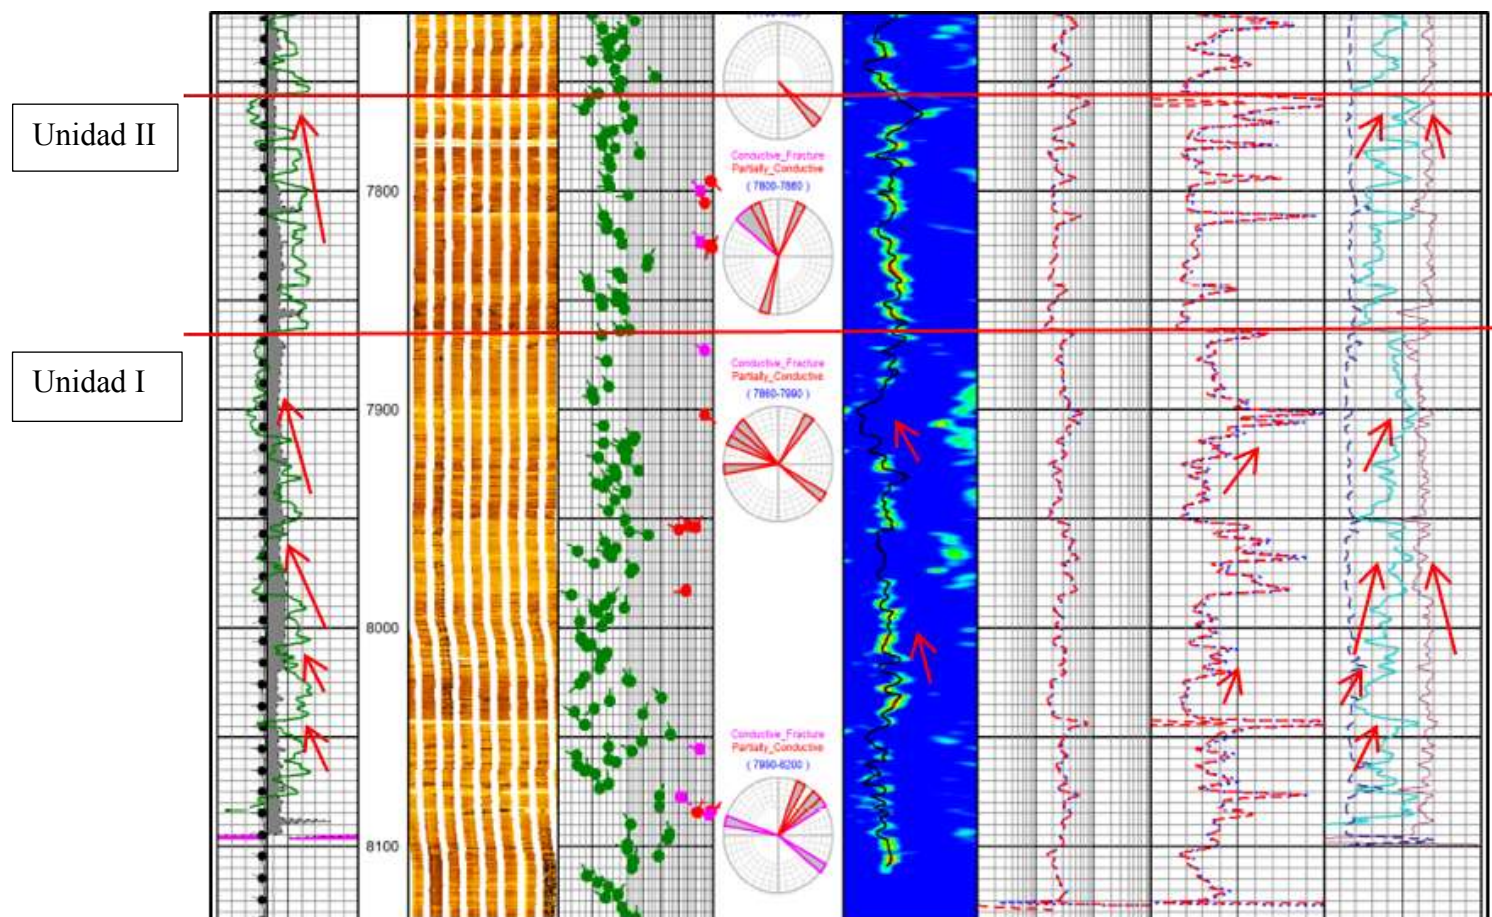 Unidad II
Conductive_Fracture
Partially_Conductive
7800
( 7800-7860 )
Unidad I
Conductive_Fracture
Partially_Conductive
( 7860-7990 )
7900
8000
Conductive_Fracture
Partially_Conductive
( 7990-8200 )
8100